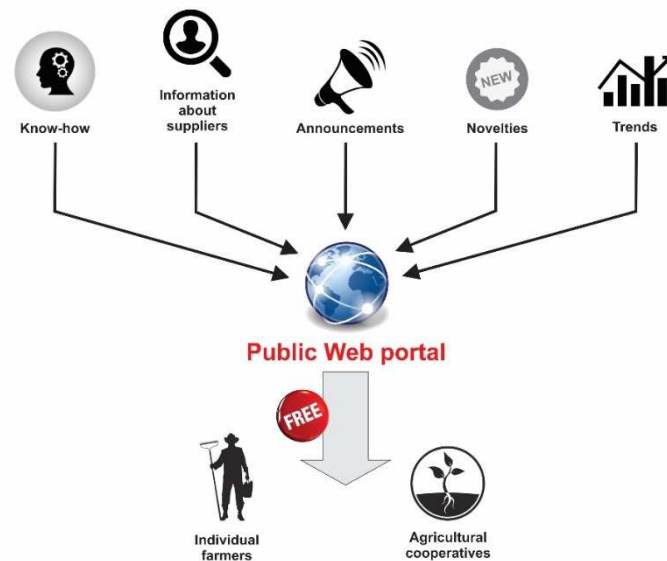 Know-how
Information
about
suppliers
Announcements
NEW
Novelties
Trends
Public Web portal
FREE
Individual
farmers
Agricultural
cooperatives